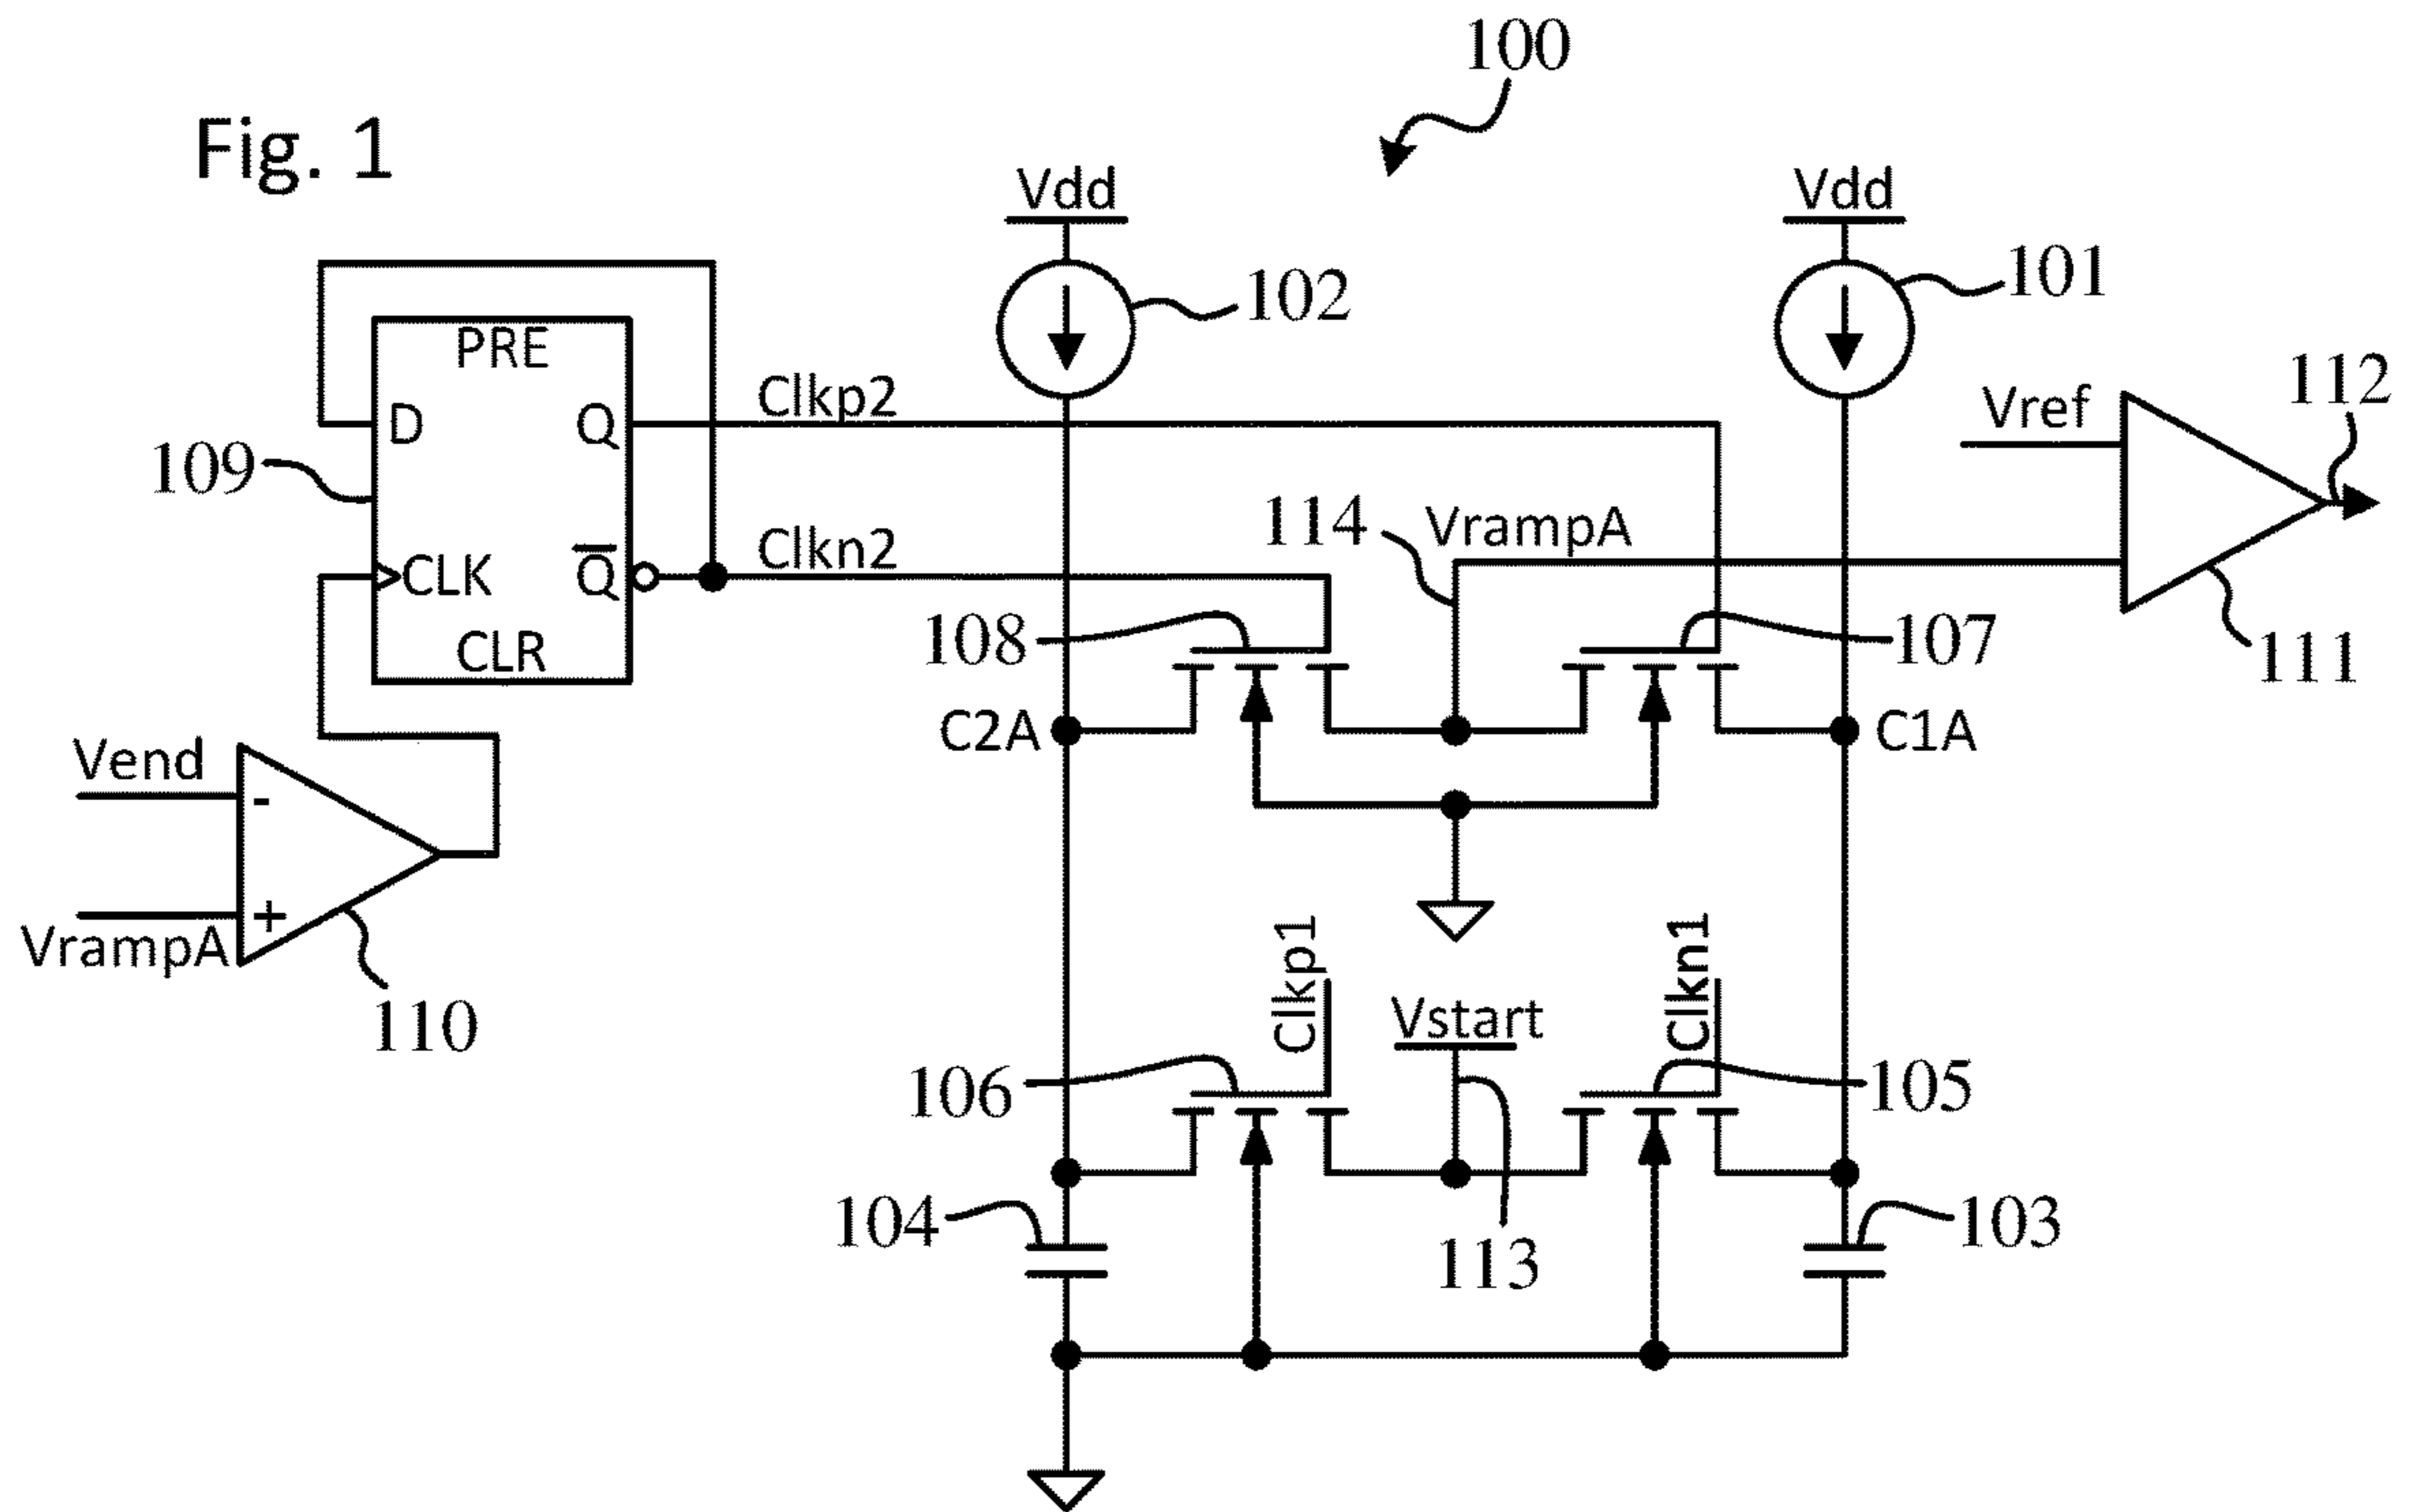 100
Fig. 1
Vdd
Vdd
102
101
PRE
D
Q
Clkp2
Vref
112
109
114
VrampA
CLK
Q̅
Clkn2
108
107
111
CLR
C2A
C1A
Vend
-
+
VrampA
110
Clkp1
Vstart
Clkn1
106
105
104
113
103